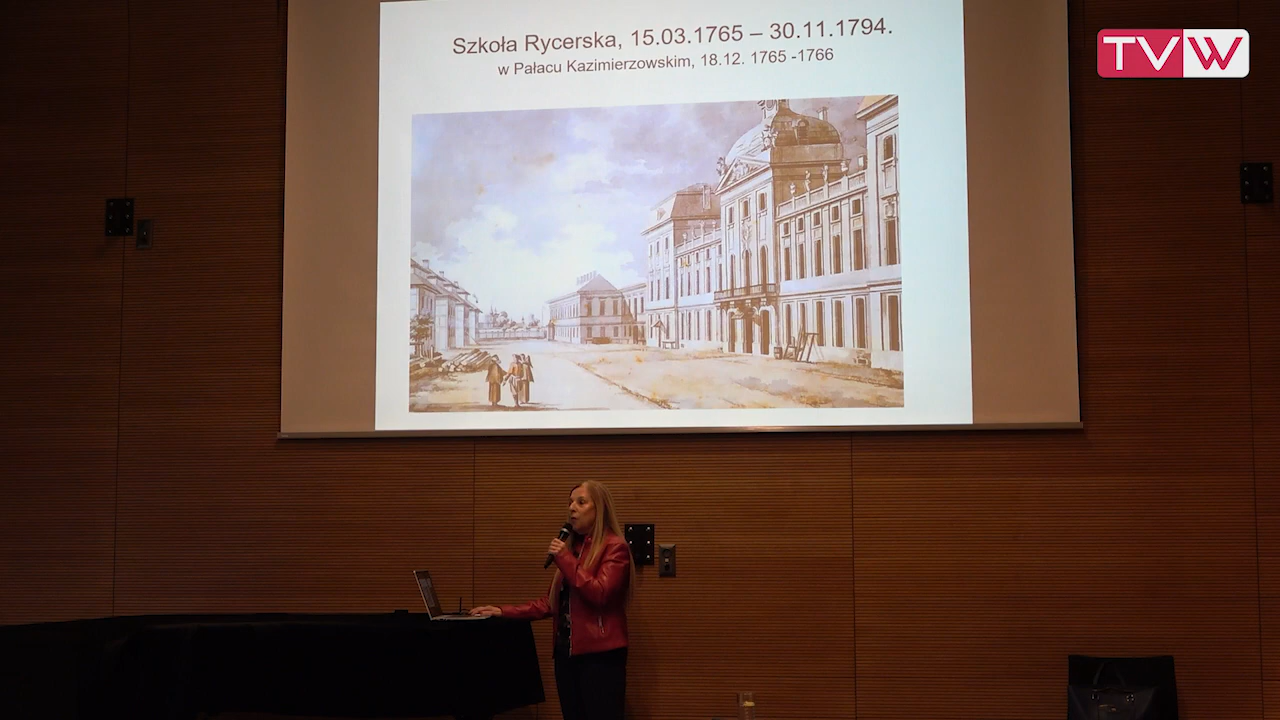 Szkoła Rycerska, 15.03.1765 – 30.11.1794.
w Pałacu Kazimierzowskim, 18.12. 1765 -1766
TVW